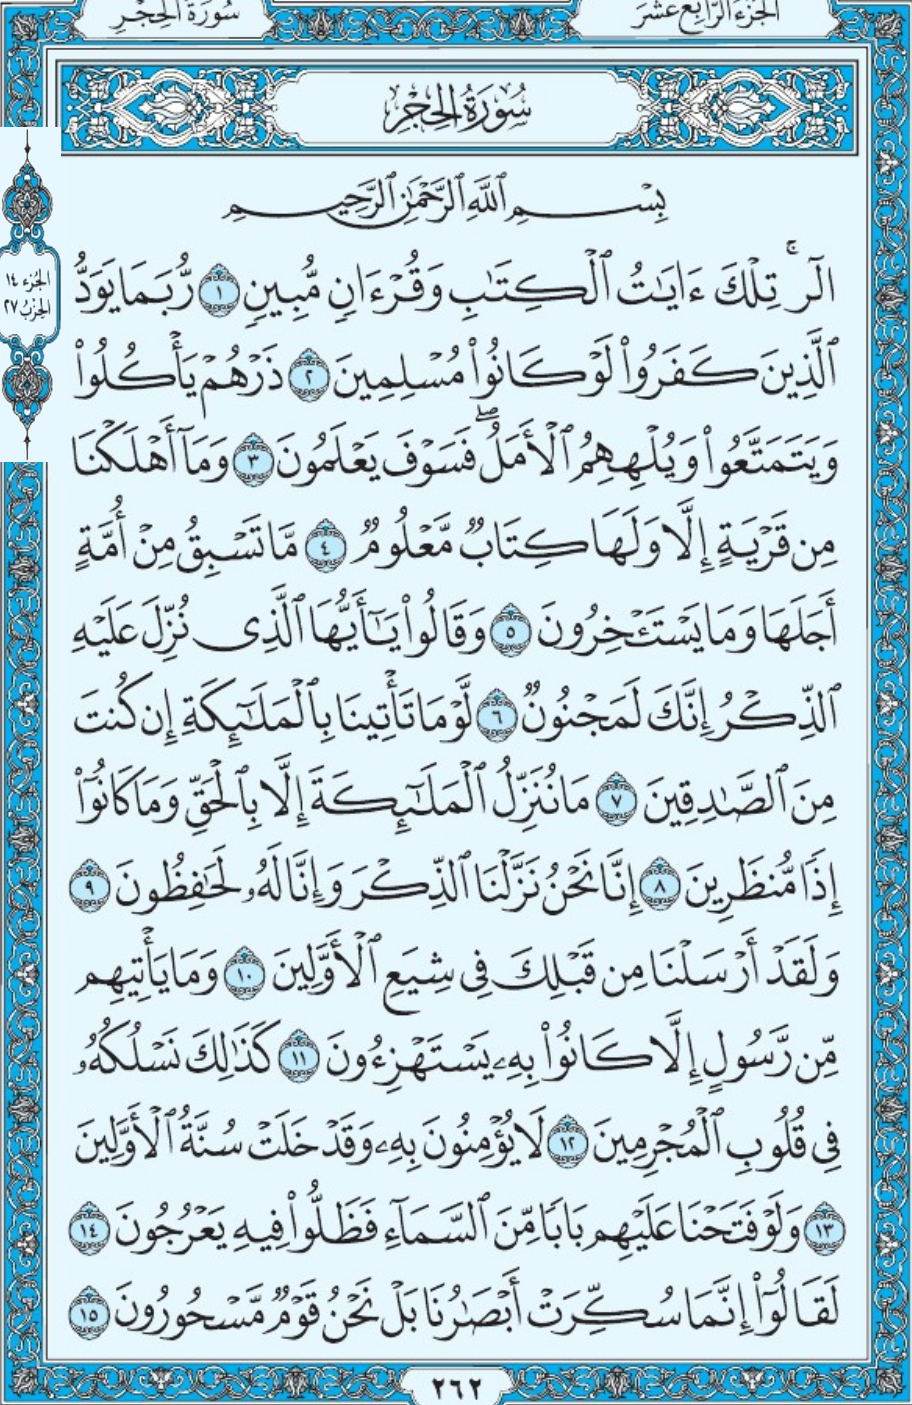 الجزء الرابع عشر
سورة الحجر
سُورَةُ الحِجْرِ
بِسْمِ ٱللَّهِ ٱلرَّحْمَٰنِ ٱلرَّحِيمِ
الٓرۚ تِلْكَ ءَايَٰتُ ٱلْكِتَٰبِ وَقُرْءَانٍ مُّبِينٍ ١ رُّبَمَا يَوَدُّ
ٱلَّذِينَ كَفَرُوا۟ لَوْ كَانُوا۟ مُسْلِمِينَ ٢ ذَرْهُمْ يَأْكُلُوا۟
وَيَتَمَتَّعُوا۟ وَيُلْهِهِمُ ٱلْأَمَلُۖ فَسَوْفَ يَعْلَمُونَ ٣ وَمَآ أَهْلَكْنَا
مِن قَرْيَةٍ إِلَّا وَلَهَا كِتَابٌ مَّعْلُومٌ ٤ مَّا تَسْبِقُ مِنْ أُمَّةٍ
أَجَلَهَا وَمَا يَسْتَـْٔخِرُونَ ٥ وَقَالُوا۟ يَٰٓأَيُّهَا ٱلَّذِى نُزِّلَ عَلَيْهِ
ٱلذِّكْرُ إِنَّكَ لَمَجْنُونٌ ٦ لَّوْ مَا تَأْتِينَا بِٱلْمَلَٰٓئِكَةِ إِن كُنتَ
مِنَ ٱلصَّٰدِقِينَ ٧ مَا نُنَزِّلُ ٱلْمَلَٰٓئِكَةَ إِلَّا بِٱلْحَقِّ وَمَا كَانُوٓا۟
إِذًا مُّنظَرِينَ ٨ إِنَّا نَحْنُ نَزَّلْنَا ٱلذِّكْرَ وَإِنَّا لَهُۥ لَحَٰفِظُونَ ٩
وَلَقَدْ أَرْسَلْنَا مِن قَبْلِكَ فِى شِيَعِ ٱلْأَوَّلِينَ ١٠ وَمَا يَأْتِيهِم
مِّن رَّسُولٍ إِلَّا كَانُوا۟ بِهِۦ يَسْتَهْزِءُونَ ١١ كَذَٰلِكَ نَسْلُكُهُۥ
فِى قُلُوبِ ٱلْمُجْرِمِينَ ١٢ لَا يُؤْمِنُونَ بِهِۦ وَقَدْ خَلَتْ سُنَّةُ ٱلْأَوَّلِينَ
١٣ وَلَوْ فَتَحْنَا عَلَيْهِم بَابًا مِّنَ ٱلسَّمَآءِ فَظَلُّوا۟ فِيهِ يَعْرُجُونَ ١٤
لَقَالُوٓا۟ إِنَّمَا سُكِّرَتْ أَبْصَٰرُنَا بَلْ نَحْنُ قَوْمٌ مَّسْحُورُونَ ١٥
الجزء ١٤
الحزب ٢٧
٢٦٢